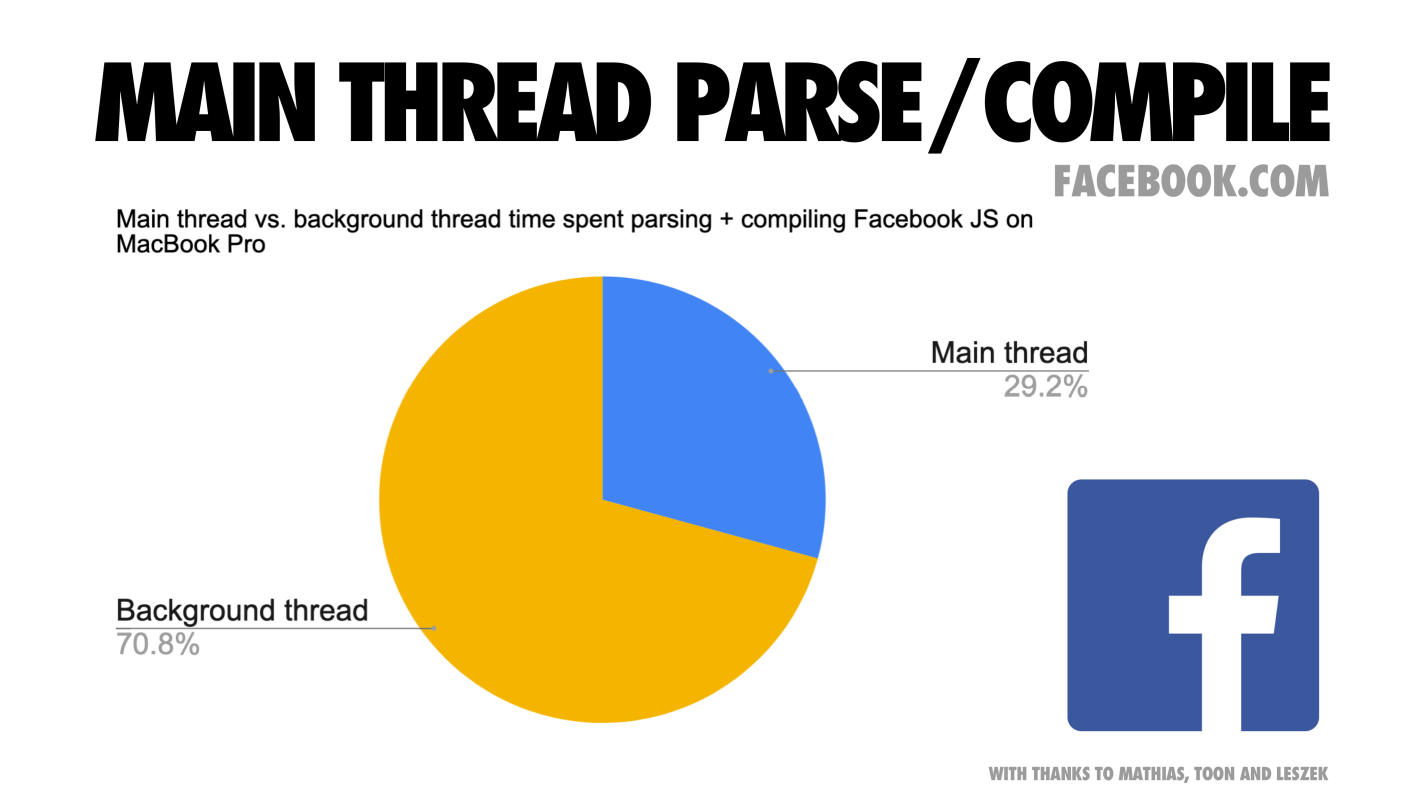 MAIN THREAD PARSE/COMPILE
FACEBOOK.COM
Main thread vs. background thread time spent parsing + compiling Facebook JS on
MacBook Pro
Main thread
29.2%
Background thread
70.8%
f
WITH THANKS TO MATHIAS, TOON AND LESZEK